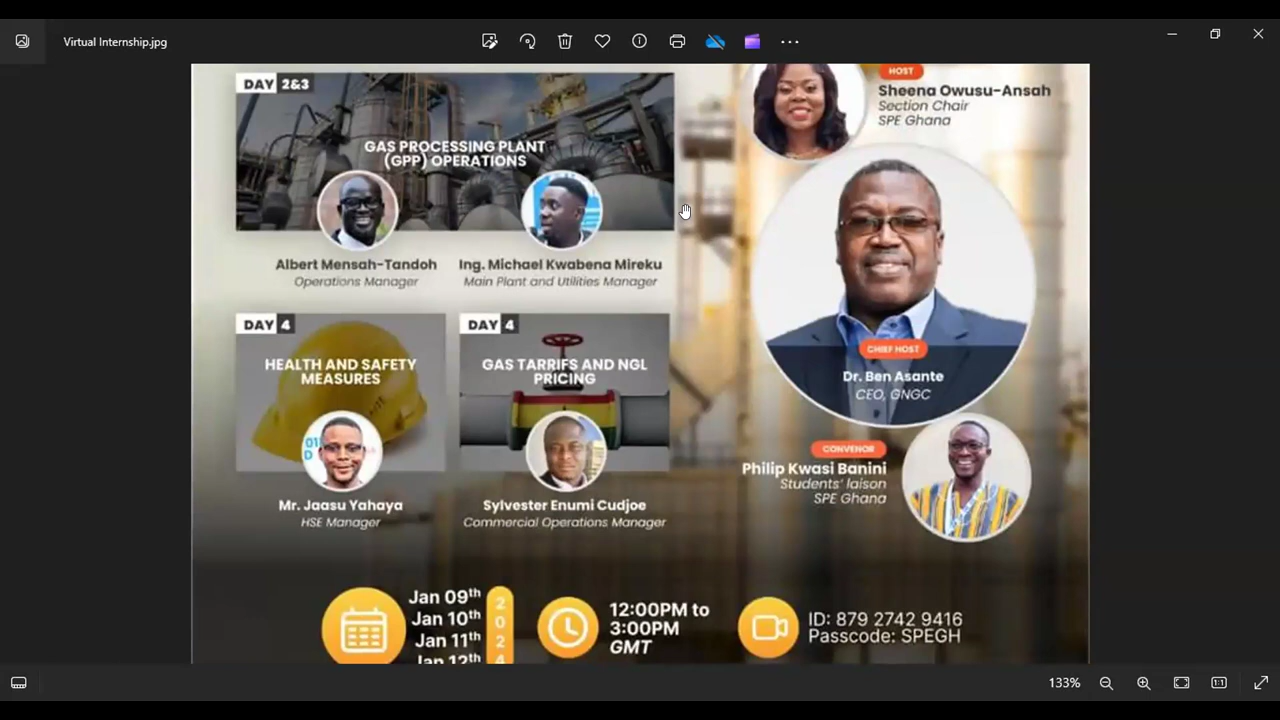 Virtual Internship.jpg
DAY 2&3
GAS PROCESSING PLANT
(GPP) OPERATIONS
Albert Mensah-Tandoh
Operations Manager
Ing. Michael Kwabena Mireku
Main Plant and Utilities Manager
DAY 4
HEALTH AND SAFETY
MEASURES
Mr. Jaasu Yahaya
HSE Manager
DAY 4
GAS TARRIFS AND NGL
PRICING
Sylvester Enumi Cudjoe
Commercial Operations Manager
HOST
Sheena Owusu-Ansah
Section Chair
SPE Ghana
CHIEF HOST
Dr. Ben Asante
CEO, GNGC
CONVENOR
Philip Kwasi Banini
Students' laison
SPE Ghana
Jan 09th
Jan 10th
Jan 11th
Jan 12th
2024
12:00PM to
3:00PM
GMT
ID: 879 2742 9416
Passcode: SPEGH
133%